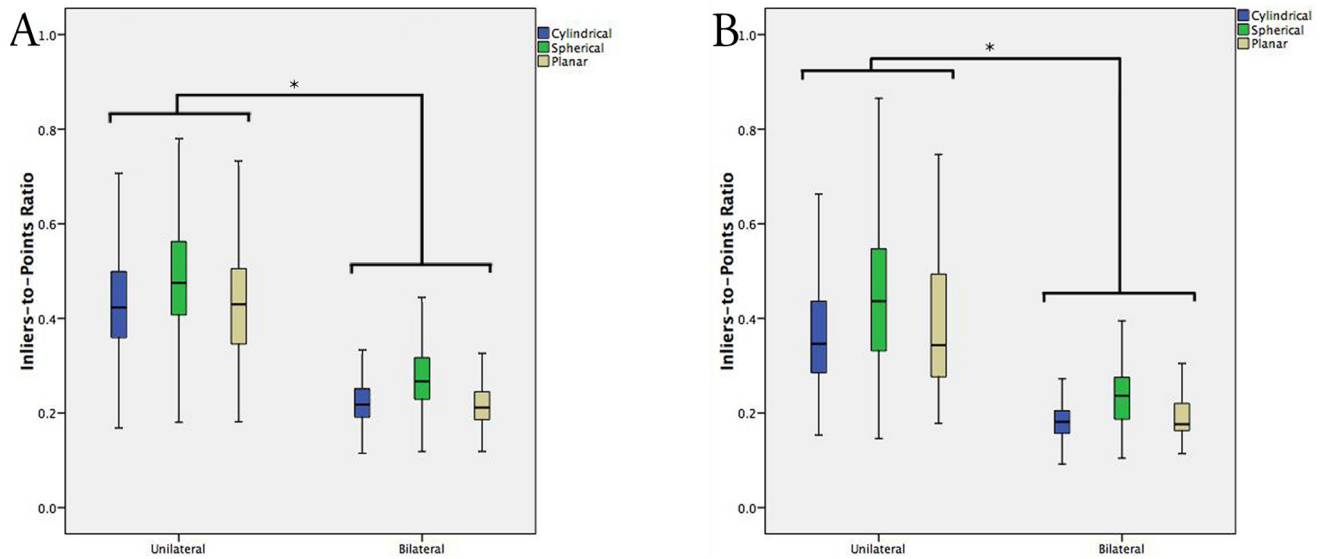 A
1.0
0.8
0.6
0.4
0.2
0.0
Inliers-to-Points Ratio
*
Unilateral
Bilateral
Cylindrical
Spherical
Planar
B
1.0
0.8
0.6
0.4
0.2
0.0
Inliers-to-Points Ratio
*
Unilateral
Bilateral
Cylindrical
Spherical
Planar